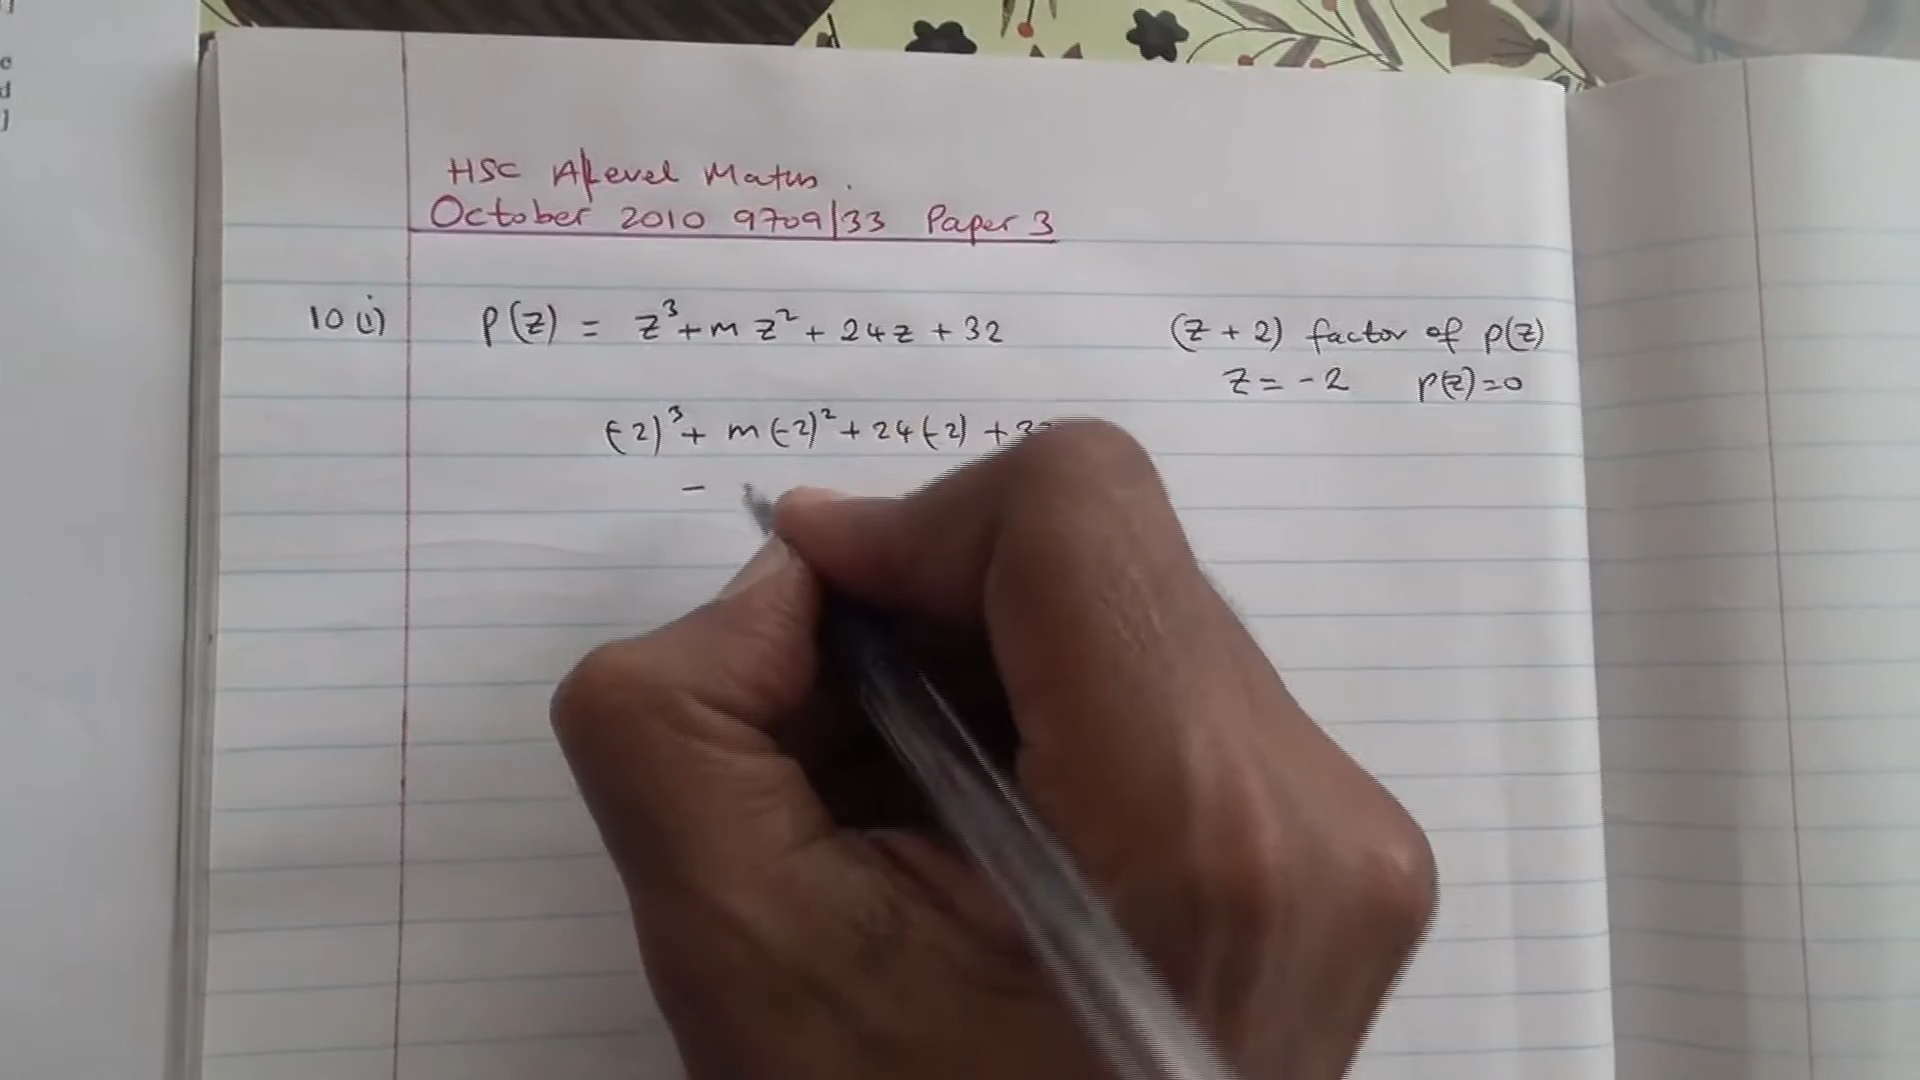 HSC A Level Maths.
October 2010 9709/33 Paper 3
10 (i) p(z) = z³ + m z² + 24z + 32 (z + 2) factor of p(z)
z = -2 p(z) = 0
(-2)³ + m(-2)² + 24(-2) +
-